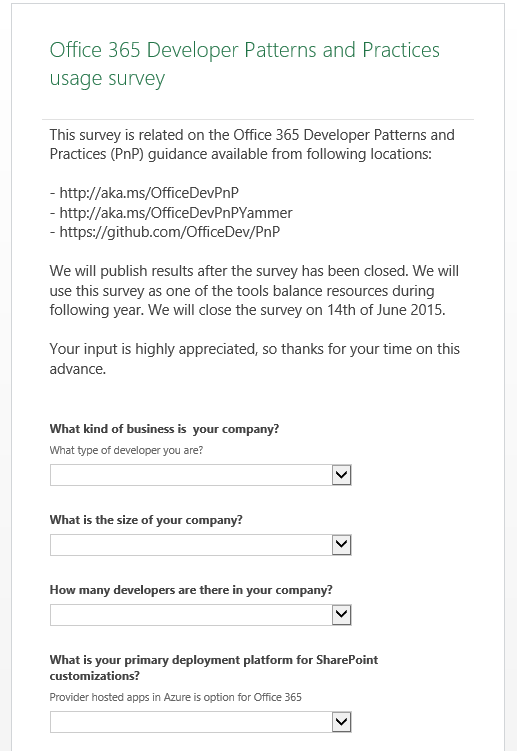 Office 365 Developer Patterns and Practices
usage survey
This survey is related on the Office 365 Developer Patterns and
Practices (PnP) guidance available from following locations:
- http://aka.ms/OfficeDevPnP
- http://aka.ms/OfficeDevPnPYammer
- https://github.com/OfficeDev/PnP
We will publish results after the survey has been closed. We will
use this survey as one of the tools balance resources during
following year. We will close the survey on 14th of June 2015.
Your input is highly appreciated, so thanks for your time on this
advance.
What kind of business is  your company?
What type of developer you are?
What is the size of your company?
How many developers are there in your company?
What is your primary deployment platform for SharePoint
customizations?
Provider hosted apps in Azure is option for Office 365